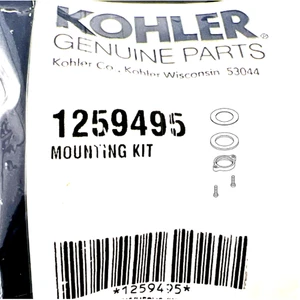 KOHLER®
GENUINE PARTS
Kohler Co., Kohler Wisconsin 53044
1259495
MOUNTING KIT
*1259495*